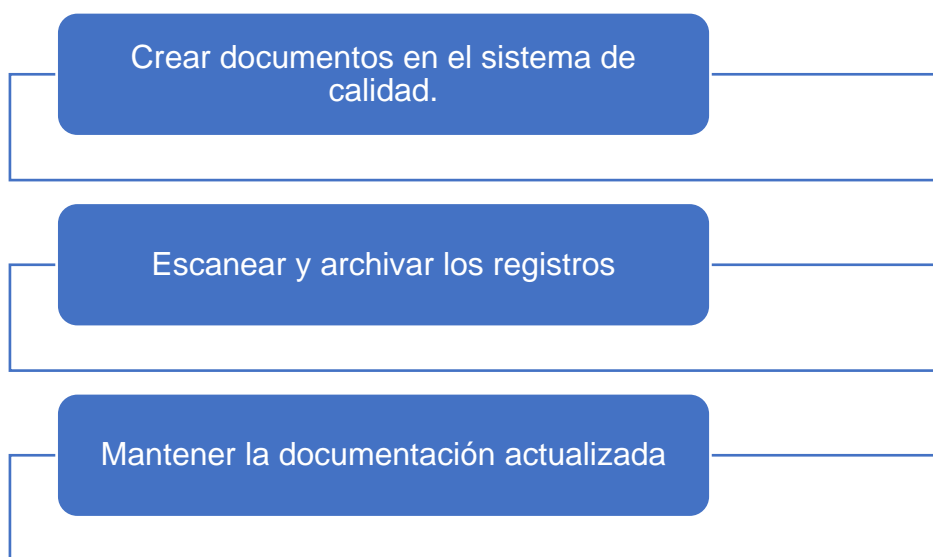 Crear documentos en el sistema de
calidad.
Escanear y archivar los registros
Mantener la documentación actualizada